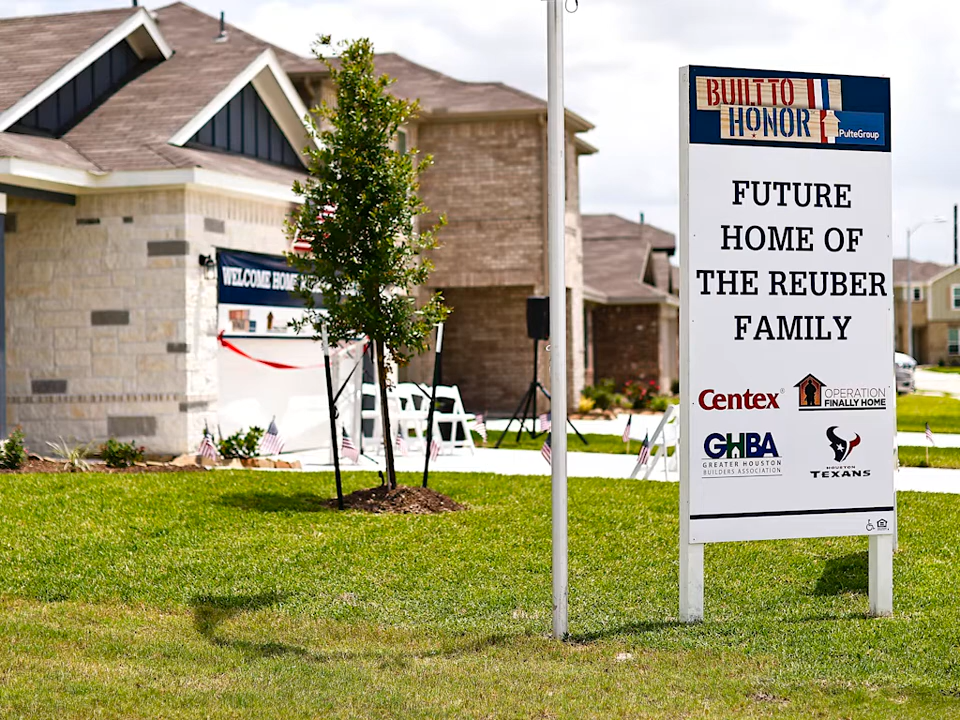 BUILT TO
HONOR
PulteGroup
FUTURE
HOME OF
THE REUBER
FAMILY
Centex
OPERATION
FINALLY HOME
GHBA
GREATER HOUSTON
BUILDERS ASSOCIATION
HOUSTON
TEXANS
WELCOME HOME